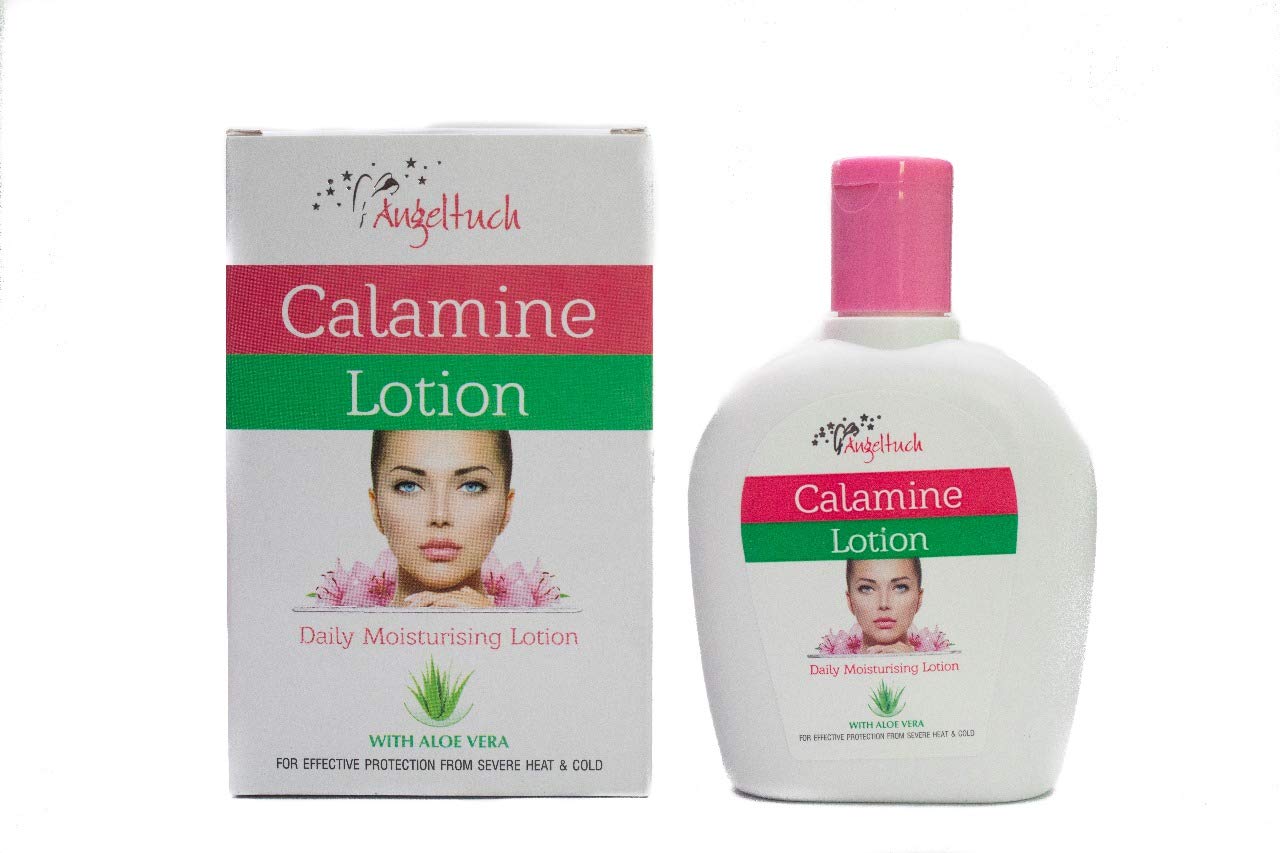 Angeltuch
Calamine
Lotion
Daily Moisturising Lotion
WITH ALOE VERA
FOR EFFECTIVE PROTECTION FROM SEVERE HEAT & COLD
Angeltuch
Calamine
Lotion
Daily Moisturising Lotion
WITH ALOE VERA
FOR EFFECTIVE PROTECTION FROM SEVERE HEAT & COLD